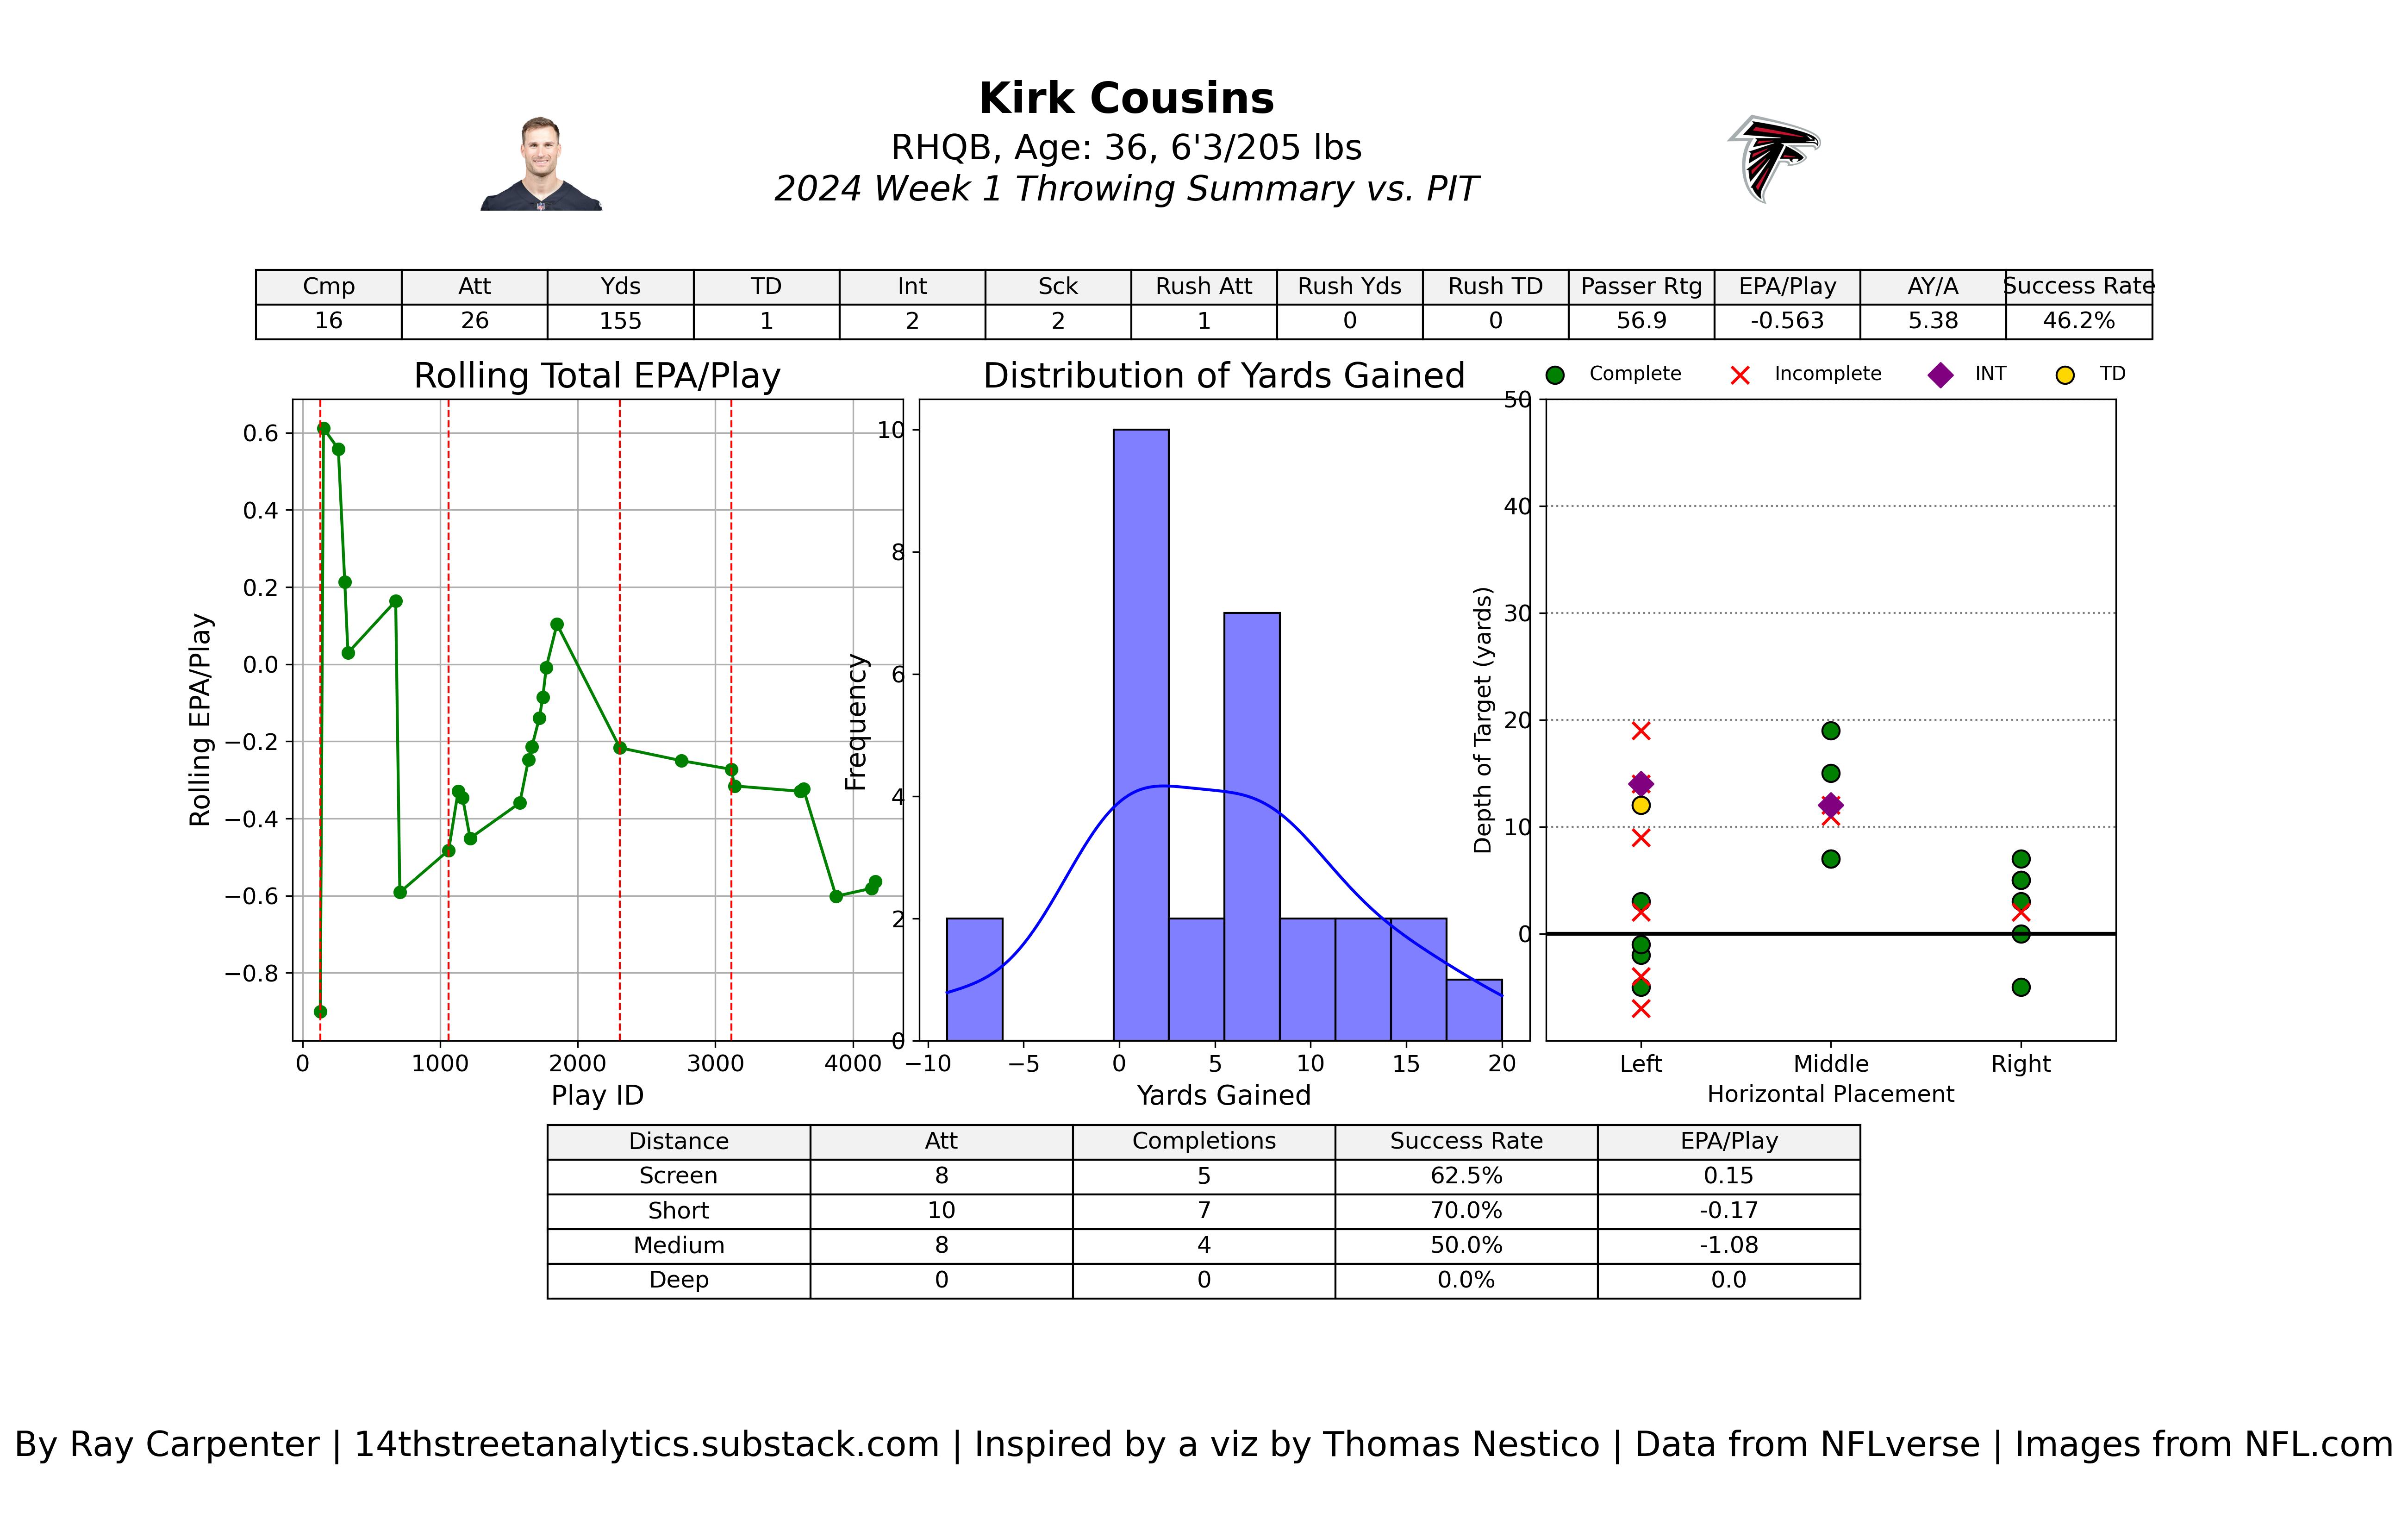 Kirk Cousins
RHQB, Age: 36, 6'3/205 lbs
2024 Week 1 Throwing Summary vs. PIT
Cmp Att Yds TD Int Sck Rush Att Rush Yds Rush TD Passer Rtg EPA/Play AY/A Success Rate
16 26 155 1 2 2 1 0 0 56.9 -0.563 5.38 46.2%
Rolling Total EPA/Play
Rolling EPA/Play
0.6
0.4
0.2
0.0
−0.2
−0.4
−0.6
−0.8
0 1000 2000 3000 4000
Play ID
Distribution of Yards Gained
Frequency
10
8
6
4
2
0
−10 −5 0 5 10 15 20
Yards Gained
Complete Incomplete INT TD
Depth of Target (yards)
50
40
30
20
10
0
Left Middle Right
Horizontal Placement
Distance Att Completions Success Rate EPA/Play
Screen 8 5 62.5% 0.15
Short 10 7 70.0% -0.17
Medium 8 4 50.0% -1.08
Deep 0 0 0.0% 0.0
By Ray Carpenter | 14thstreetanalytics.substack.com | Inspired by a viz by Thomas Nestico | Data from NFLverse | Images from NFL.com